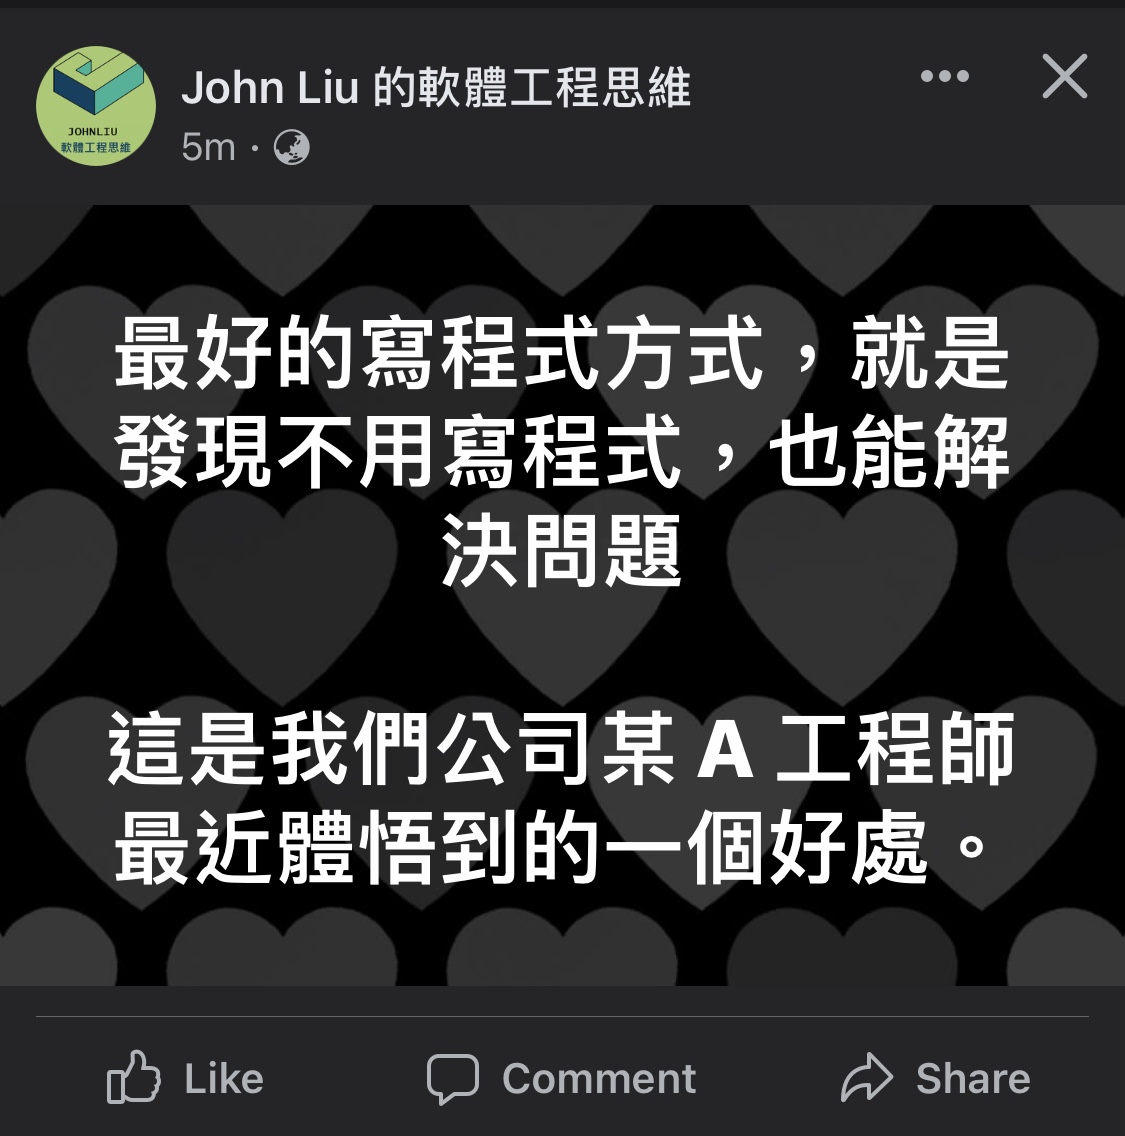 John Liu 的軟體工程思維
5m
JOHNLIU
軟體工程思維
最好的寫程式方式，就是
發現不用寫程式，也能解
決問題
這是我們公司某 A 工程師
最近體悟到的一個好處。
Like
Comment
Share